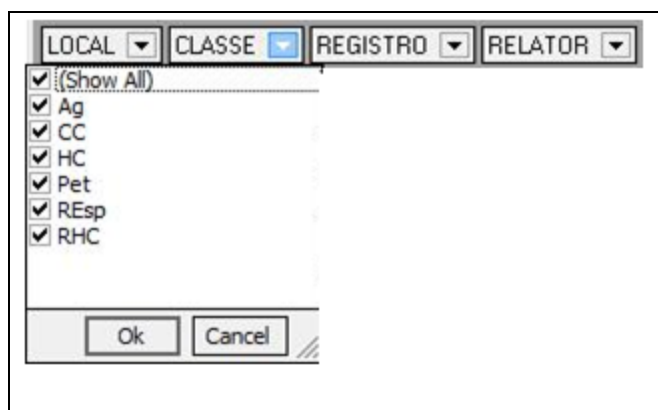 LOCAL CLASSE REGISTRO RELATOR
(Show All)
Ag
CC
HC
Pet
REsp
RHC
Ok Cancel